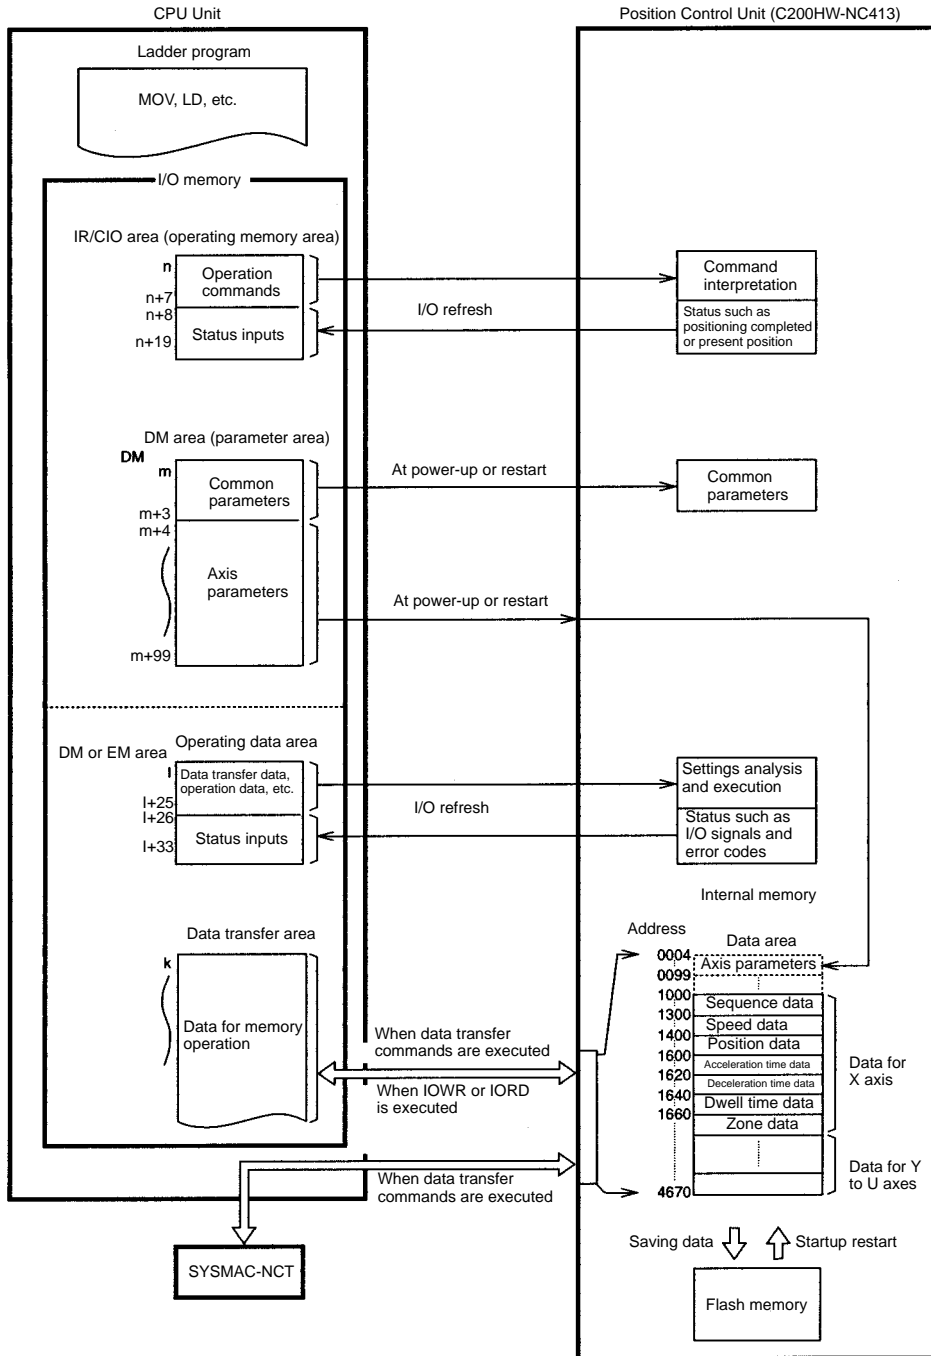 CPU Unit
Position Control Unit (C200HW-NC413)
Ladder program
MOV, LD, etc.
I/O memory
IR/CIO area (operating memory area)
n
Operation
commands
n+7
n+8
Status inputs
n+19
I/O refresh
Command
interpretation
Status such as
positioning completed
or present position
DM area (parameter area)
DM
m
Common
parameters
m+3
m+4
Axis
parameters
m+99
At power-up or restart
Common
parameters
At power-up or restart
Operating data area
DM or EM area
l
Data transfer data,
operation data, etc.
l+25
l+26
Status inputs
l+33
I/O refresh
Settings analysis
and execution
Status such as
I/O signals and
error codes
Internal memory
Data transfer area
k
Data for memory
operation
When data transfer
commands are executed
When IOWR or IORD
is executed
When data transfer
commands are executed
SYSMAC-NCT
Address
Data area
0004
Axis parameters
0099
1000
Sequence data
1300
Speed data
1400
Position data
1600
Acceleration time data
1620
Deceleration time data
1640
Dwell time data
1660
Zone data
Data for
X axis
Data for Y
to U axes
4670
Saving data
Startup restart
Flash memory